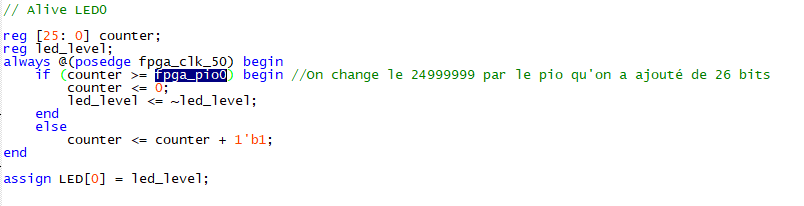 // Alive LED0
reg [25: 0] counter;
reg led_level;
always @(posedge fpga_clk_50) begin
if (counter >= fpga_pio0) begin //On change le 24999999 par le pio qu'on a ajouté de 26 bits
counter <= 0;
led_level <= ~led_level;
end
else
counter <= counter + 1'b1;
end
assign LED[0] = led_level;